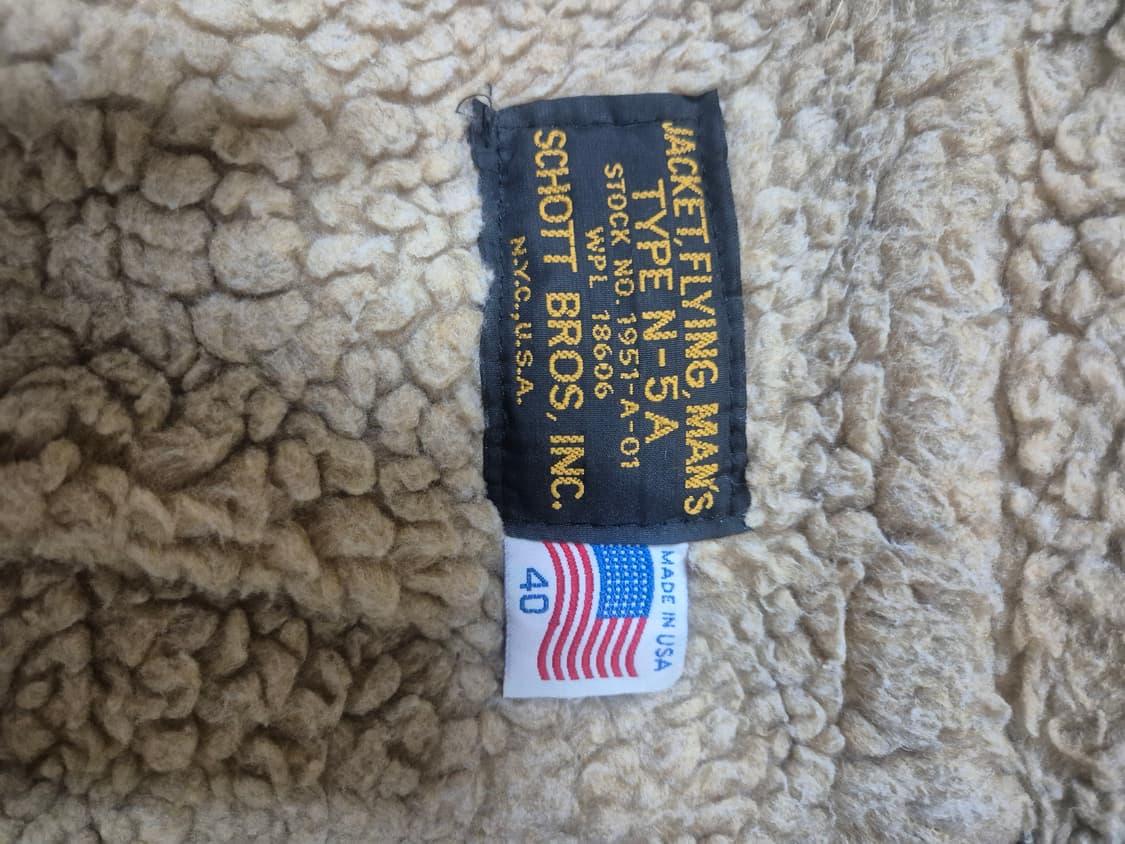 JACKET, FLYING, MAN'S
TYPE N-5A
STOCK NO. 1951-A-01
WPL 18606
SCHOTT BROS, INC.
N.Y.C., U.S.A.
MADE IN USA
40